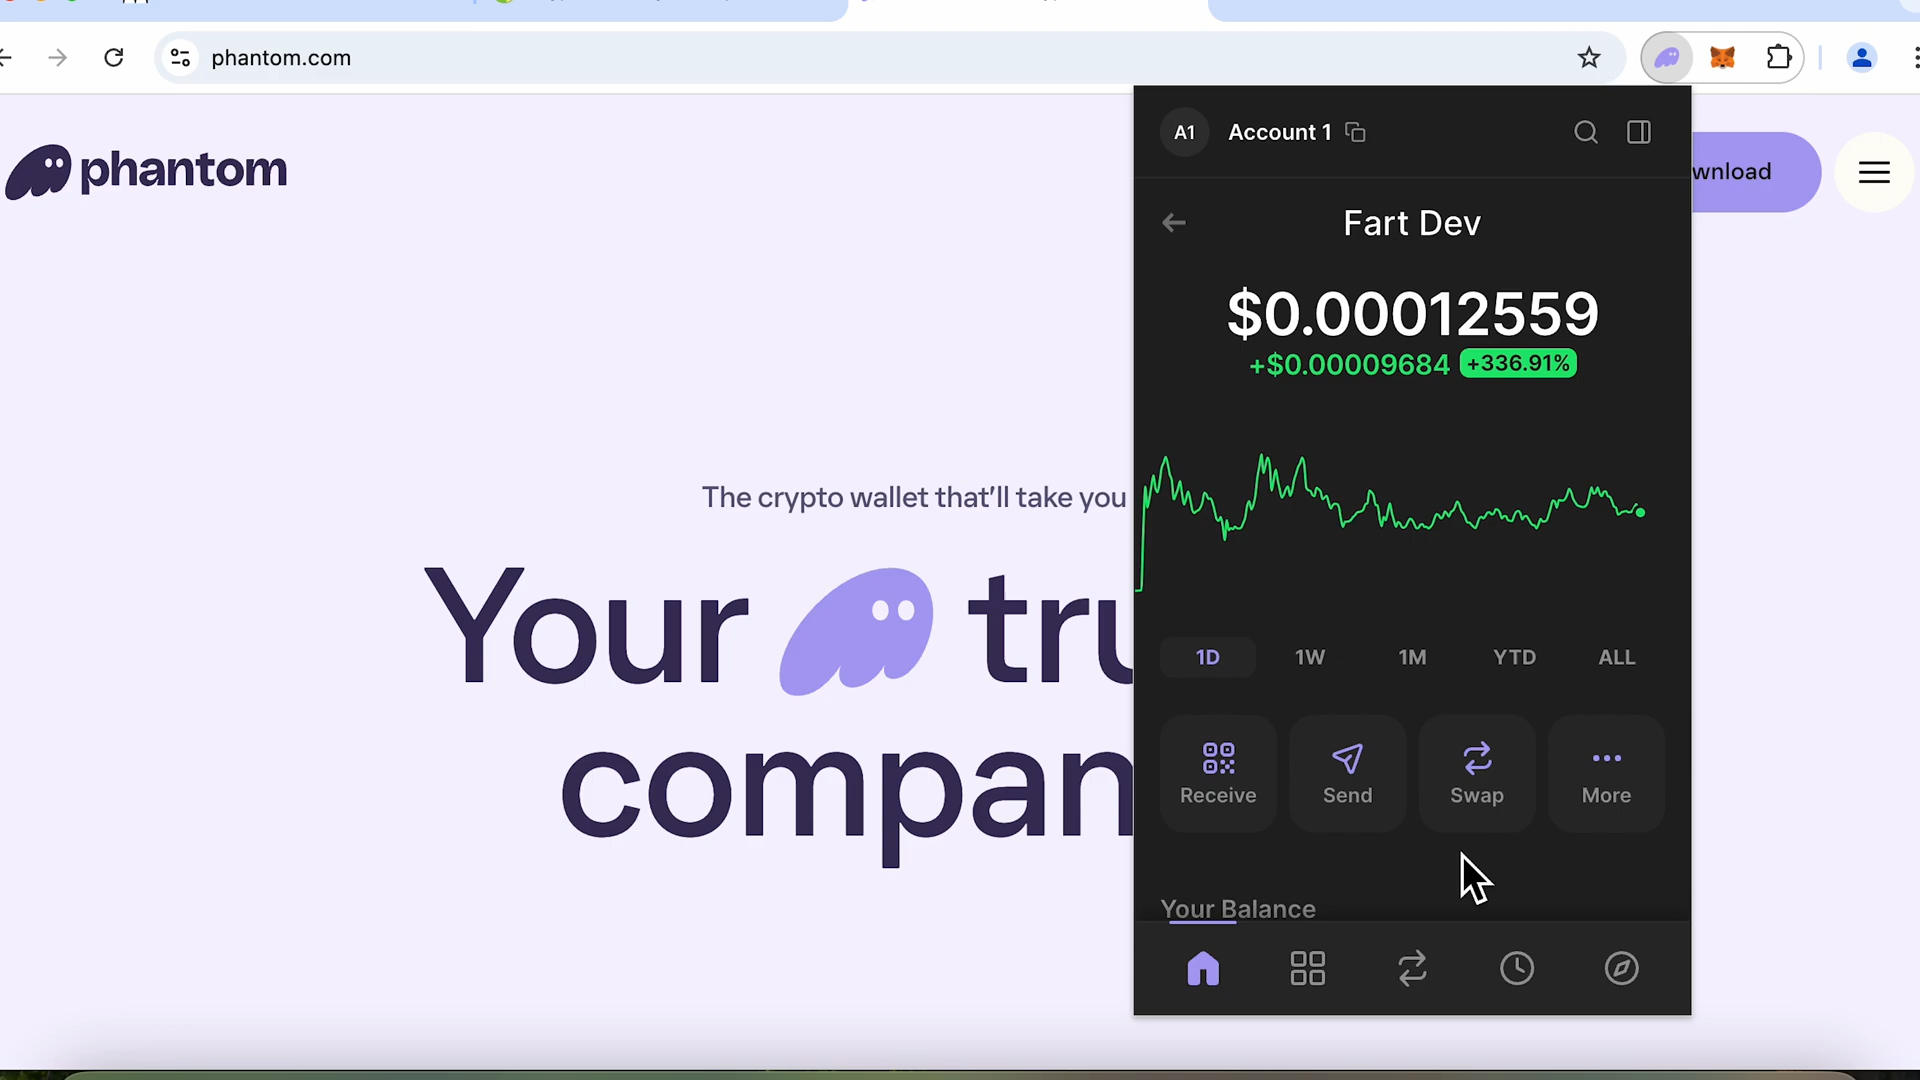 phantom.com
phantom
wnload
The crypto wallet that'll take you
Your tru
compan
A1
Account 1
Fart Dev
$0.00012559
+$0.00009684 +336.91%
1D 1W 1M YTD ALL
Receive Send Swap More
Your Balance